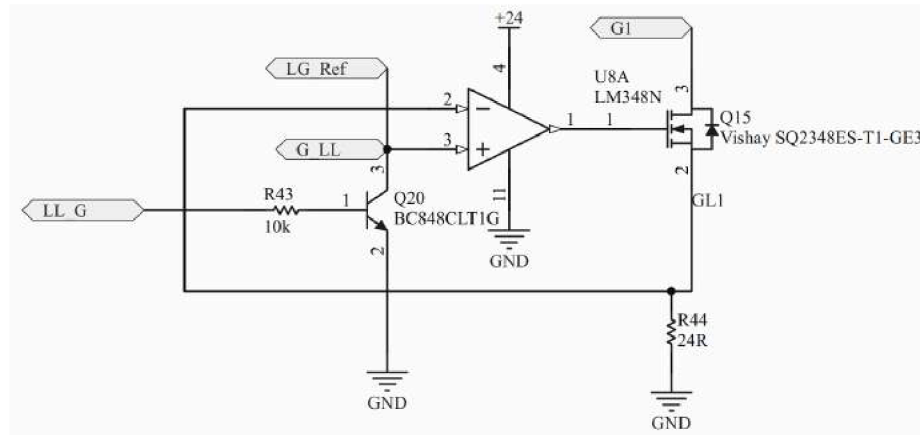 +24
G1
LG_Ref
4
U8A
LM348N
3
2
1
1
Q15
Vishay SQ2348ES-T1-GE3
G_LL
3
3
2
R43
1
Q20
GL1
LL_G
10k
BC848CLT1G
11
2
GND
R44
24R
GND
GND